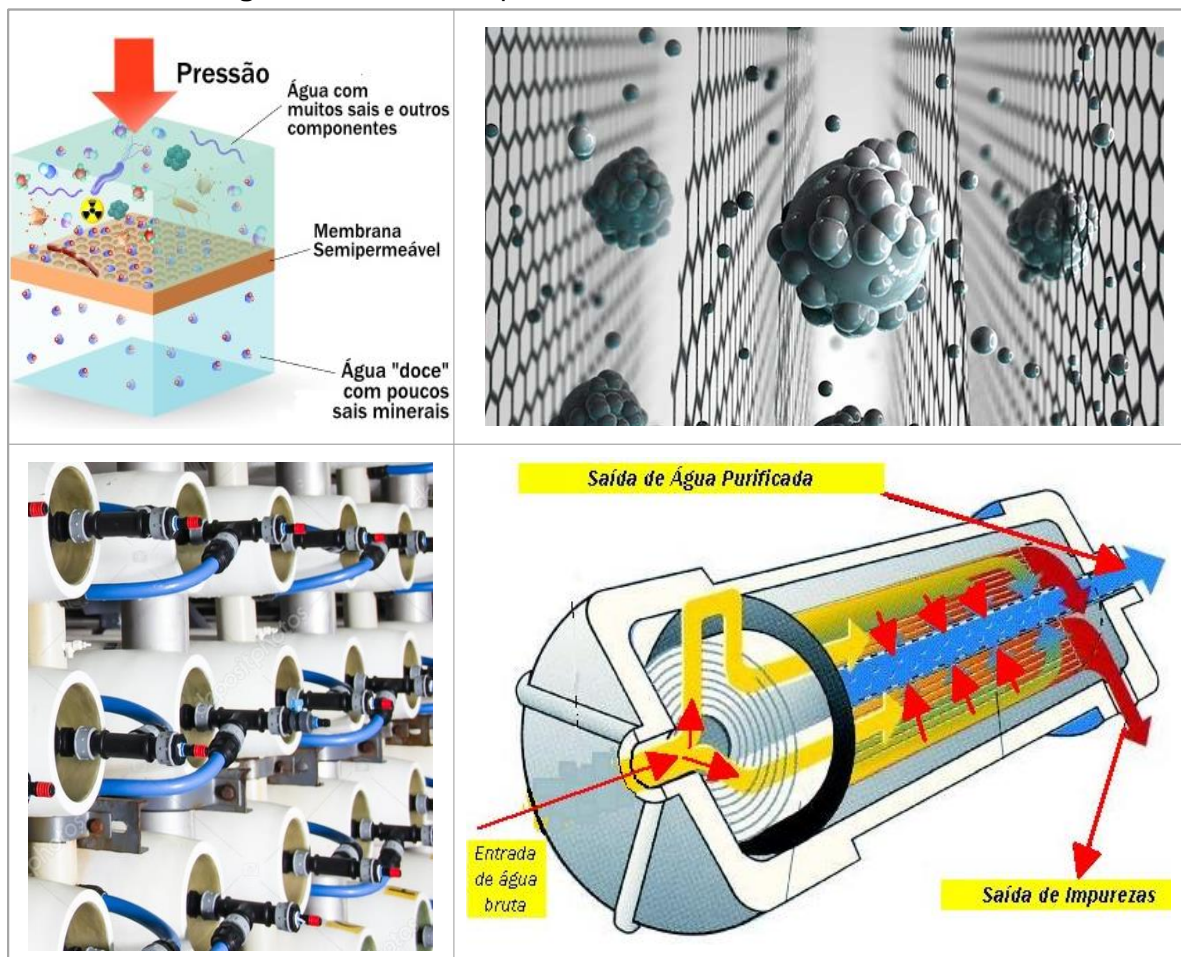 Pressão
Água com
muitos sais e outros
componentes
Membrana
Semipermeável
Água "doce"
com poucos
sais minerais
Saída de Água Purificada
Entrada
de água
bruta
Saída de Impurezas